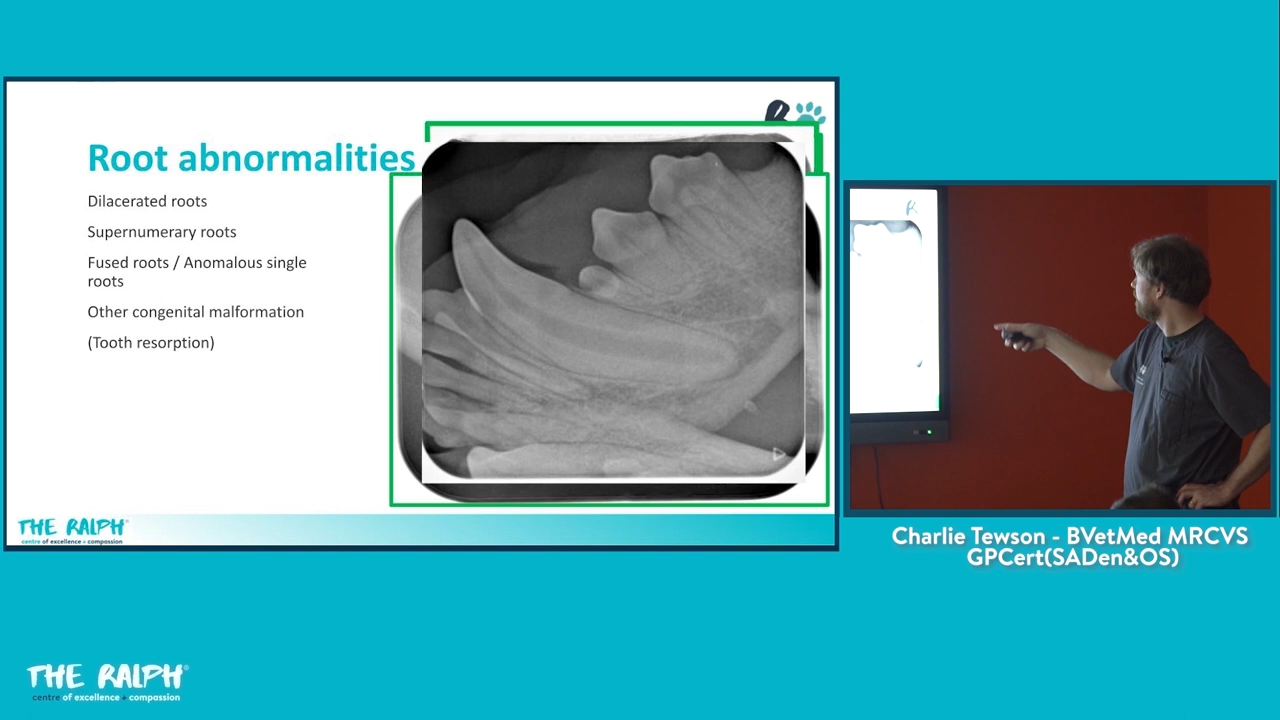 Root abnormalities
Dilacerated roots
Supernumerary roots
Fused roots / Anomalous single
roots
Other congenital malformation
(Tooth resorption)
THE RALPH®
centre of excellence + compassion
Charlie Tewson - BVetMed MRCVS
GPCert(SADen&OS)
THE RALPH®
centre of excellence + compassion